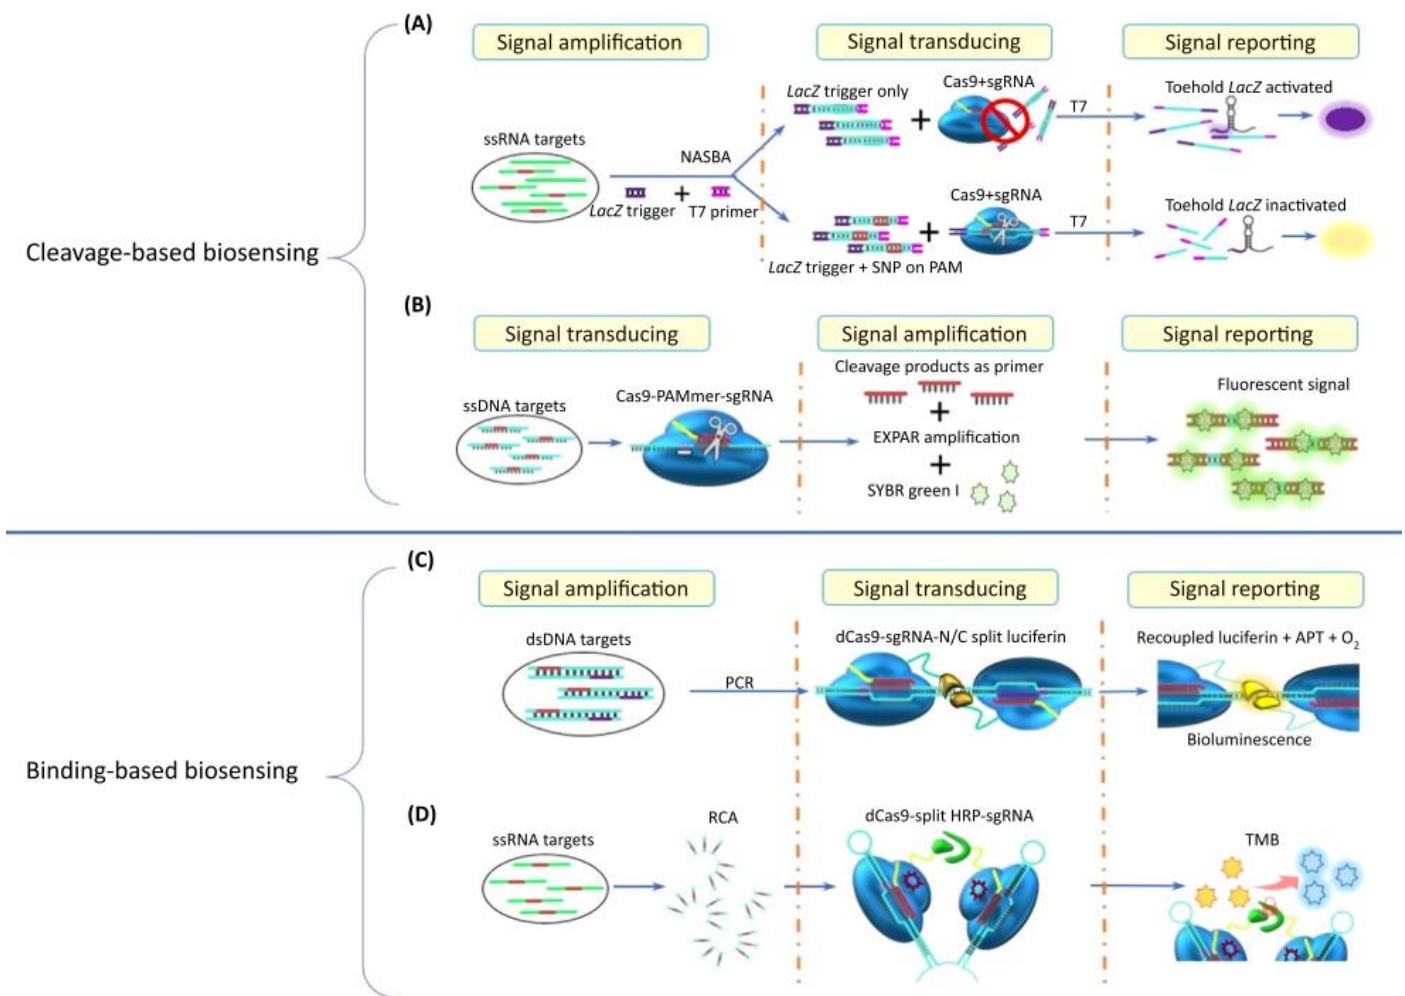 (A)
Signal amplification
Signal transducing
Signal reporting
Cas9+sgRNA
LacZ trigger only
Toehold LacZ activated
T7
ssRNA targets
NASBA
LacZ trigger
T7 primer
Cas9+sgRNA
T7
Toehold LacZ inactivated
LacZ trigger + SNP on PAM
Cleavage-based biosensing
(B)
Signal transducing
Signal amplification
Signal reporting
Cleavage products as primer
Fluorescent signal
ssDNA targets
Cas9-PAMmer-sgRNA
EXPAR amplification
SYBR green I
(C)
Signal amplification
Signal transducing
Signal reporting
dsDNA targets
dCas9-sgRNA-N/C split luciferin
Recoupled luciferin + APT + O2
PCR
Bioluminescence
Binding-based biosensing
(D)
RCA
dCas9-split HRP-sgRNA
ssRNA targets
TMB